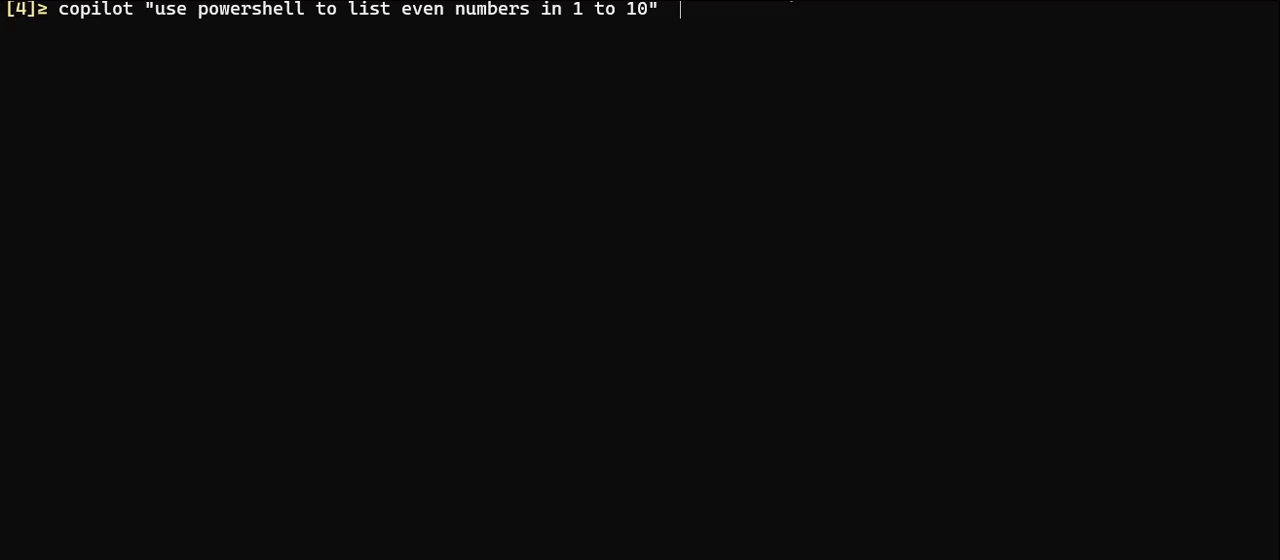 [4]≥ copilot "use powershell to list even numbers in 1 to 10"